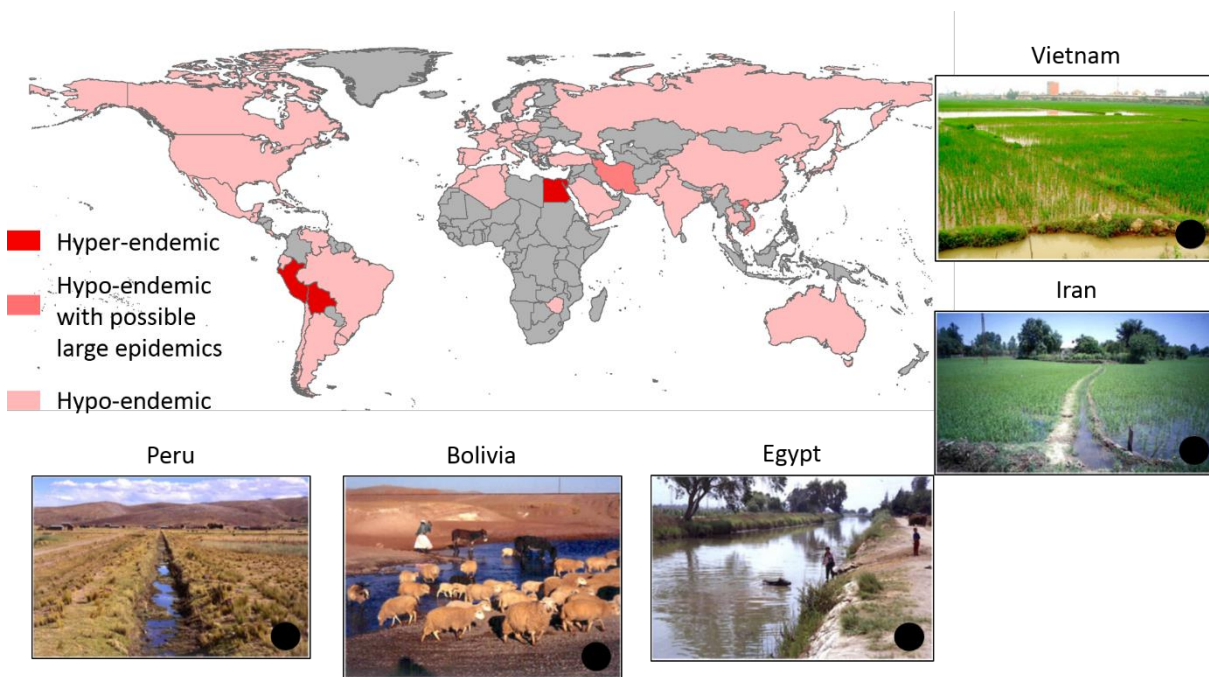 Vietnam
Hyper-endemic
Hypo-endemic
with possible
large epidemics
Hypo-endemic
Iran
Peru
Bolivia
Egypt